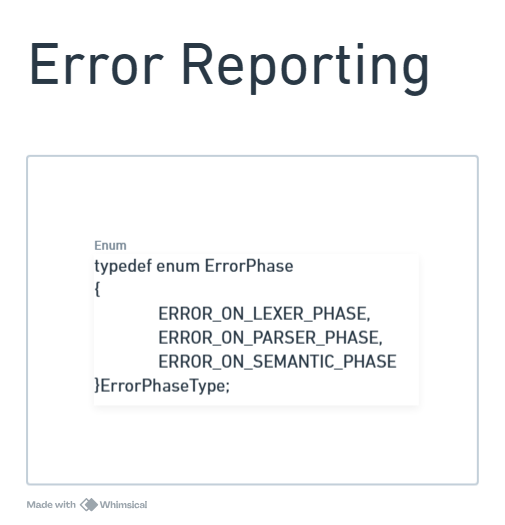 Error Reporting
Enum
typedef enum ErrorPhase
{
ERROR_ON_LEXER_PHASE,
ERROR_ON_PARSER_PHASE,
ERROR_ON_SEMANTIC_PHASE
}ErrorPhaseType;
Made with Whimsical